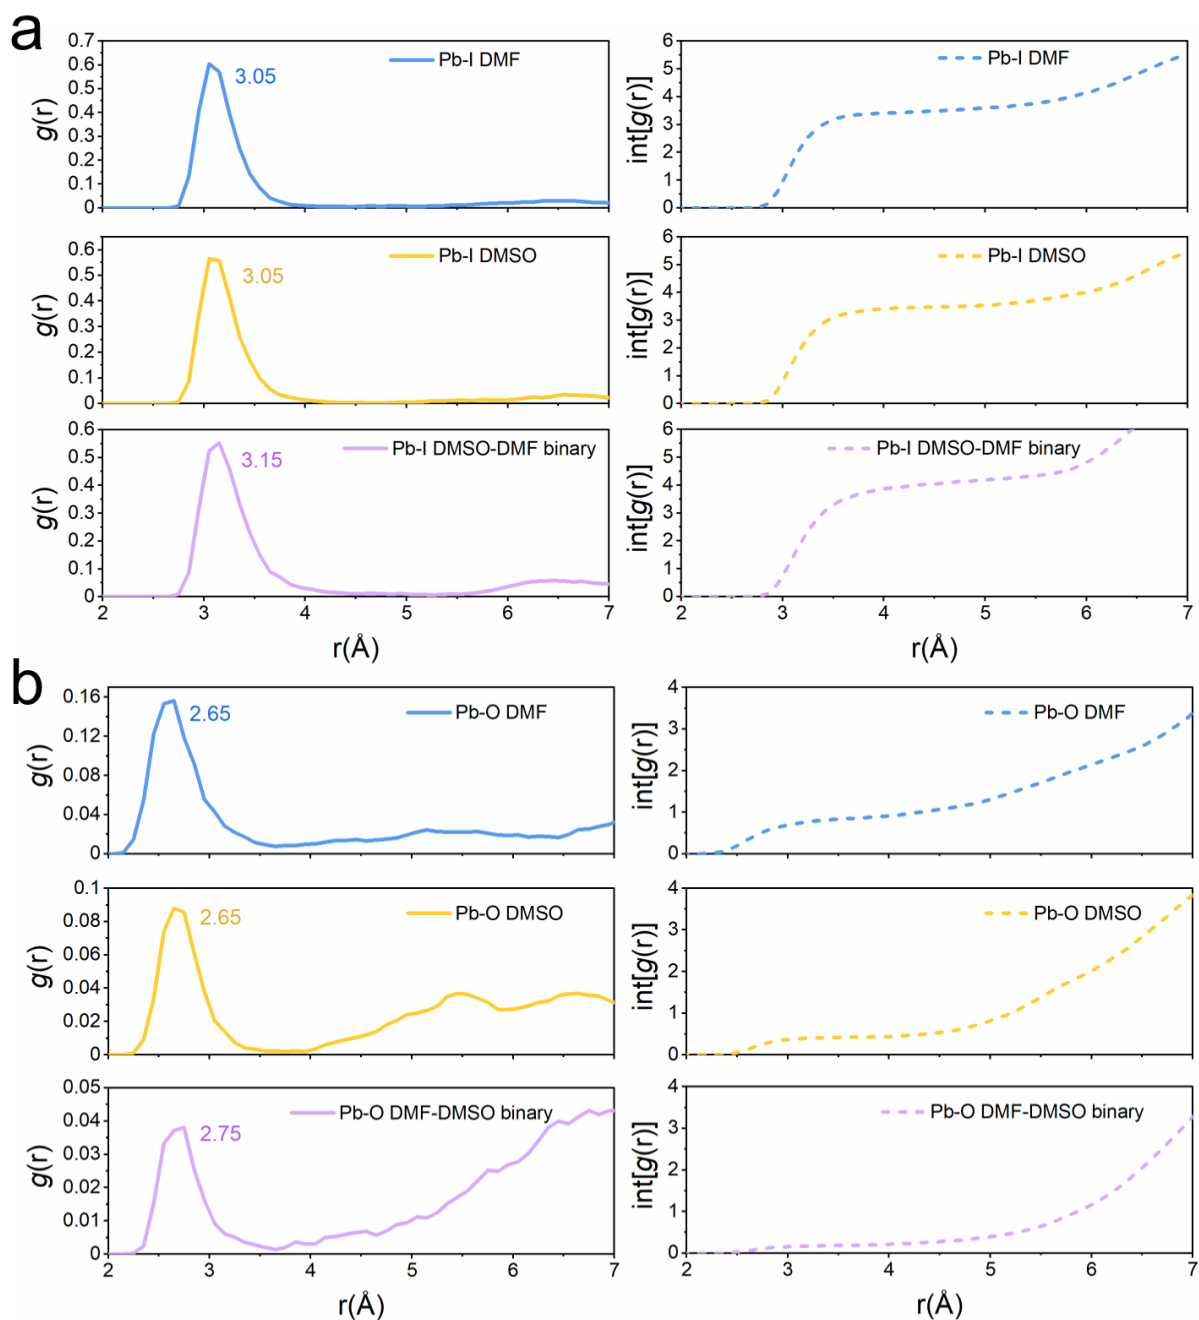 a
0.7
0.6
0.5
0.4
0.3
0.2
0.1
0
g(r)
Pb-I DMF
3.05
6
5
4
3
2
1
0
int[g(r)]
Pb-I DMF
0.6
0.5
0.4
0.3
0.2
0.1
0
g(r)
Pb-I DMSO
3.05
6
5
4
3
2
1
0
int[g(r)]
Pb-I DMSO
0.6
0.5
0.4
0.3
0.2
0.1
0
g(r)
Pb-I DMSO-DMF binary
3.15
2 3 4 5 6 7
r(Å)
6
5
4
3
2
1
0
int[g(r)]
Pb-I DMSO-DMF binary
2 3 4 5 6 7
r(Å)
b
0.16
0.12
0.08
0.04
0
g(r)
Pb-O DMF
2.65
4
3
2
1
0
int[g(r)]
Pb-O DMF
0.1
0.08
0.06
0.04
0.02
0
g(r)
Pb-O DMSO
2.65
4
3
2
1
0
int[g(r)]
Pb-O DMSO
0.05
0.04
0.03
0.02
0.01
0
g(r)
Pb-O DMF-DMSO binary
2.75
2 3 4 5 6 7
r(Å)
4
3
2
1
0
int[g(r)]
Pb-O DMF-DMSO binary
2 3 4 5 6 7
r(Å)